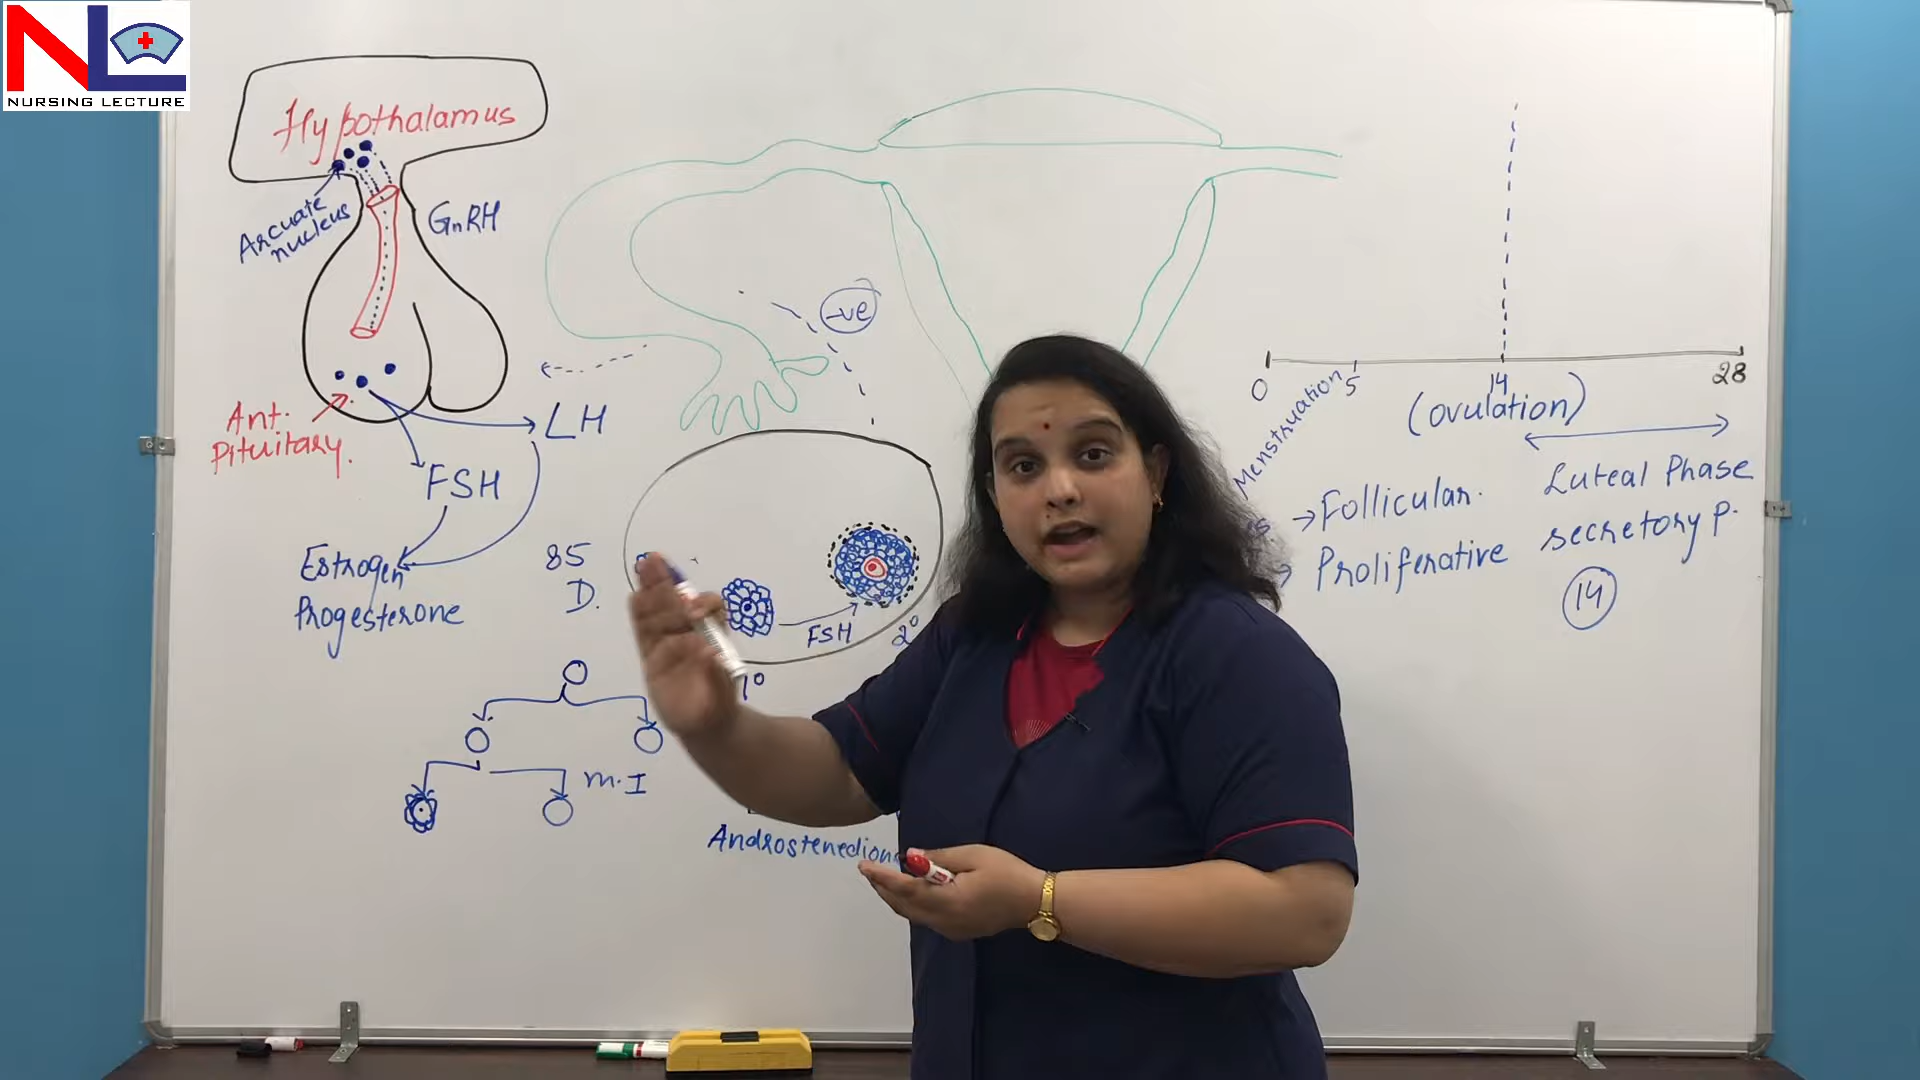 NL
NURSING LECTURE
Hypothalamus
Arcuate
nucleus
GnRH
-ve
Ant.
Pituitary.
LH
FSH
Estrogen
Progesterone
85
D.
FSH
1°
2°
M.I
0
5
14
28
Menstruation
(ovulation)
→Follicular.
Proliferative
Luteal Phase
secretory P.
14